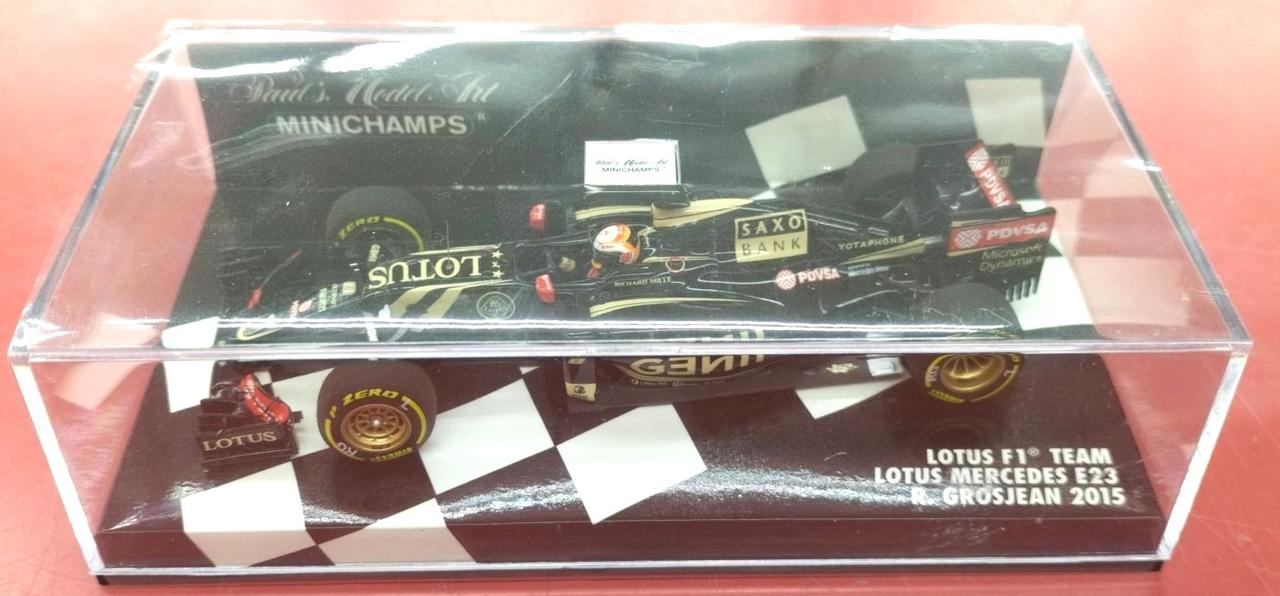 Paul's Model Art
MINICHAMPS
Paul's Model Art
MINICHAMPS
P ZERO
LOTUS
RICHARD MILLE
SAXO
BANK
YOTAPHONE
PDVSA
PDVSA
PDVSA
Microsoft
Dynamics
GENII
LOTUS
P ZERO
PIRELLI
LOTUS F1® TEAM
LOTUS MERCEDES E23
R. GROSJEAN 2015